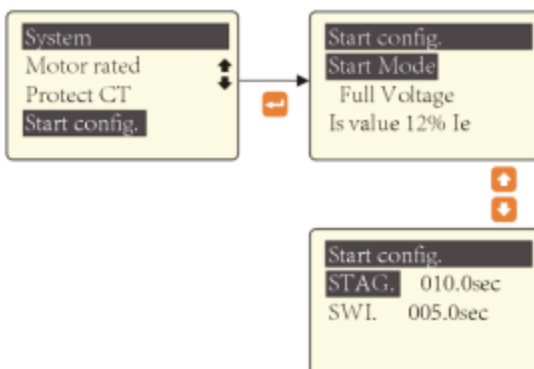 System
Motor rated
Protect CT
Start config.
Start config.
Start Mode
Full Voltage
Is value 12% Ie
Start config.
STAG. 010.0sec
SWI. 005.0sec